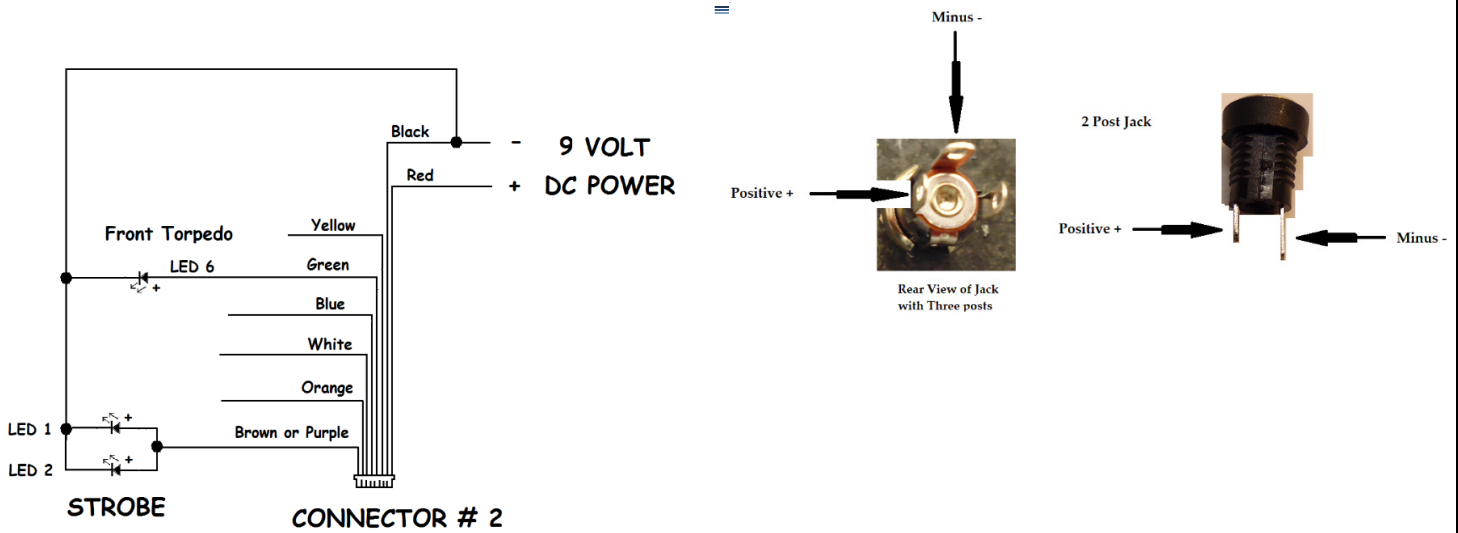 Black
- 9 VOLT
Red
+ DC POWER
Yellow
Front Torpedo
LED 6
Green
+
Blue
White
Orange
LED 1
+
Brown or Purple
LED 2
+
STROBE
CONNECTOR # 2
Minus -
Positive +
Rear View of Jack
with Three posts
2 Post Jack
Positive +
Minus -